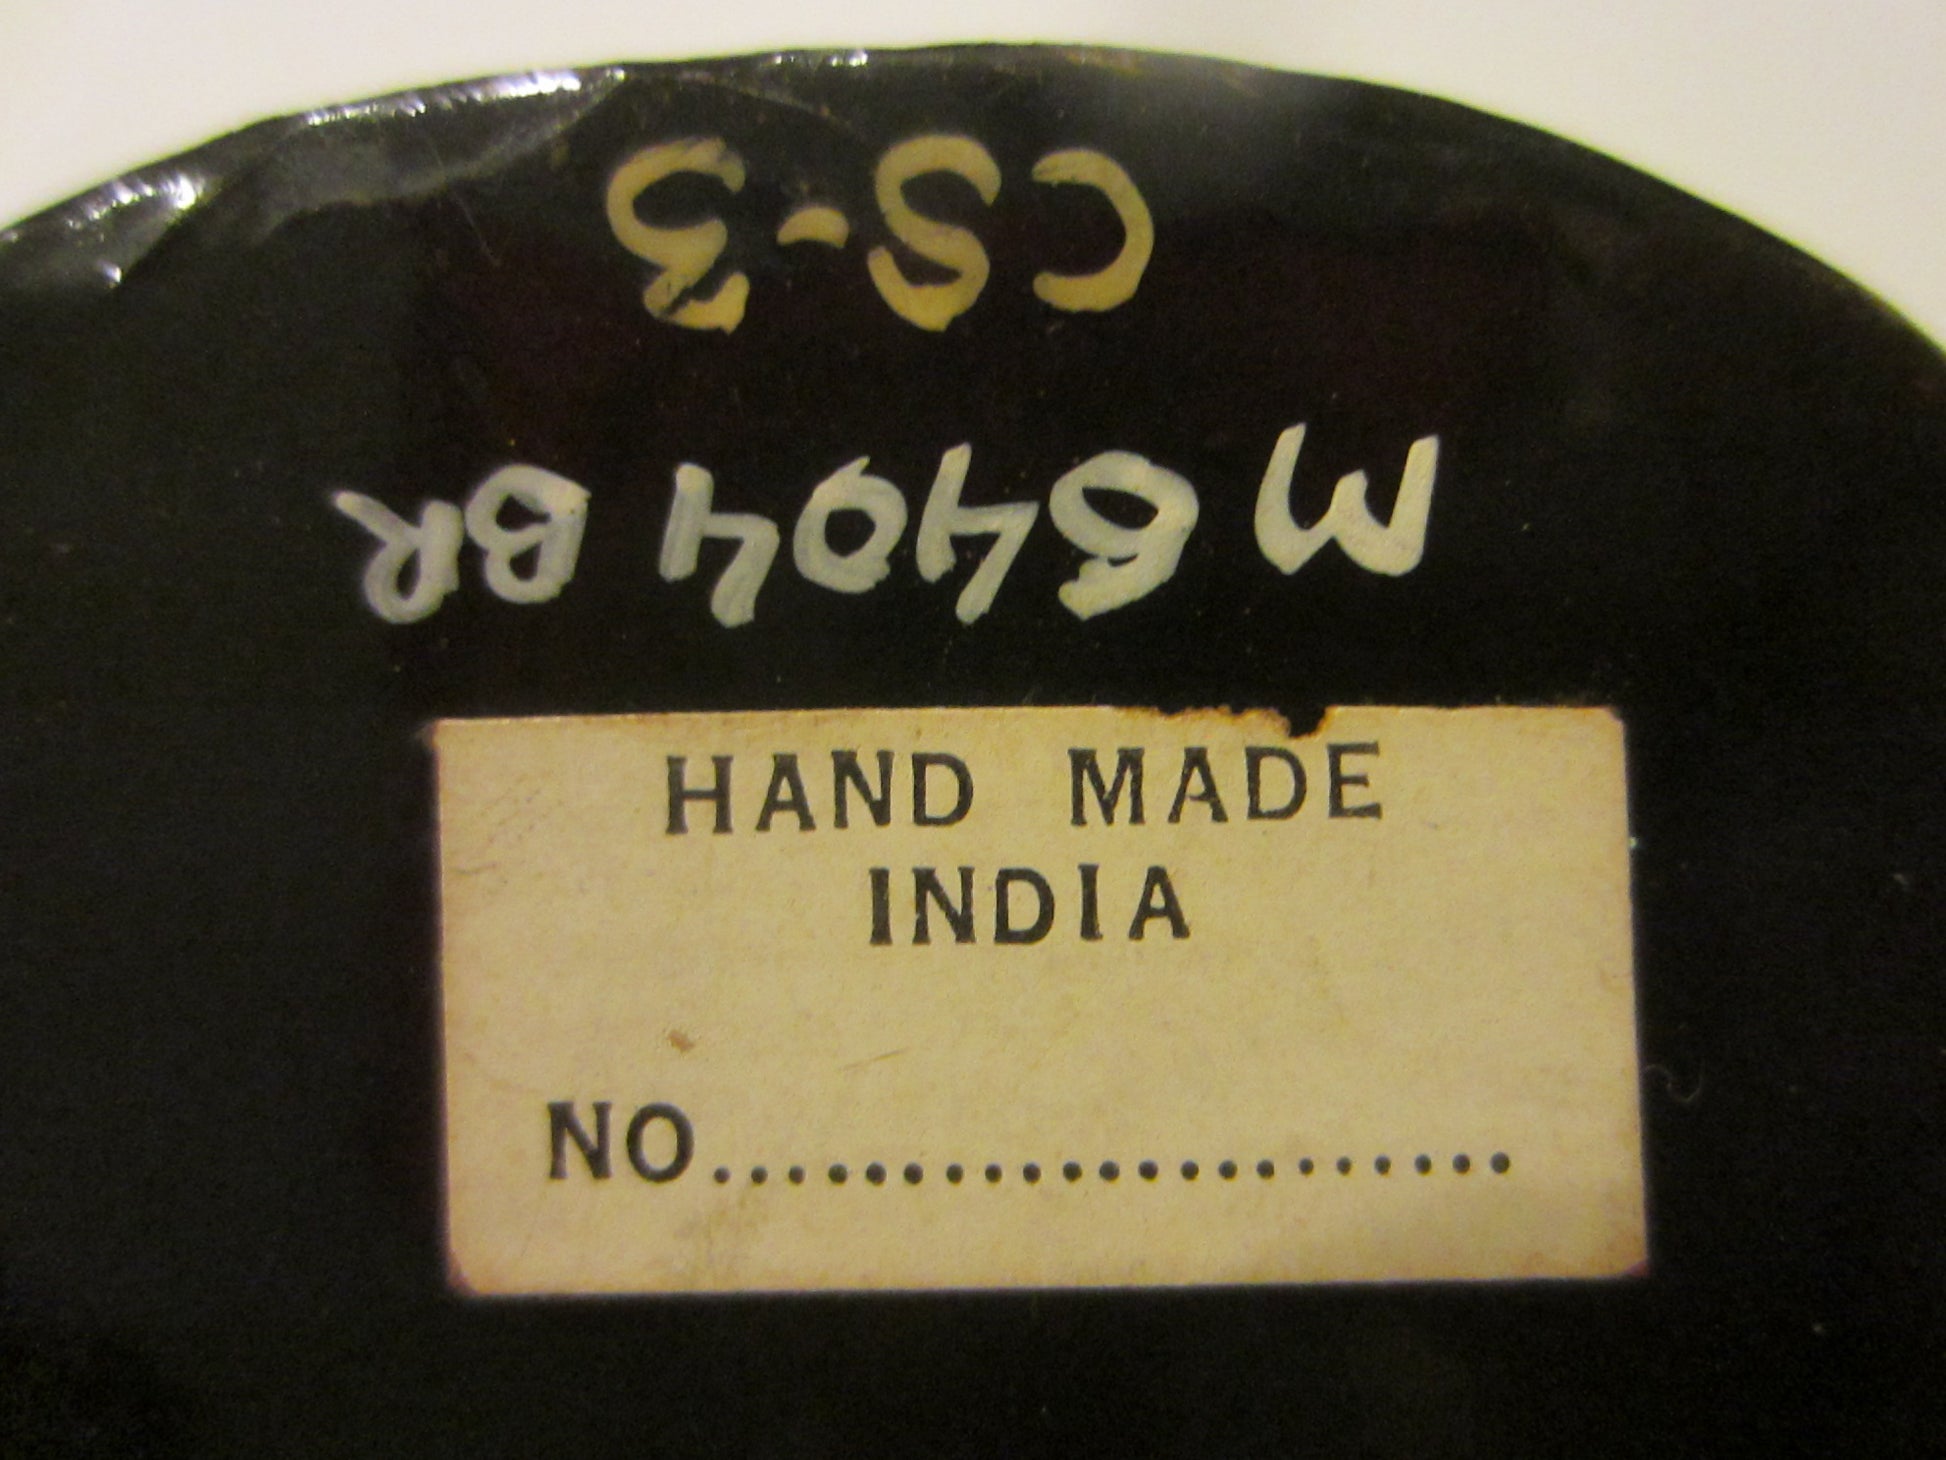 CS-3
M 6404 BR
HAND MADE
INDIA
NO.....................